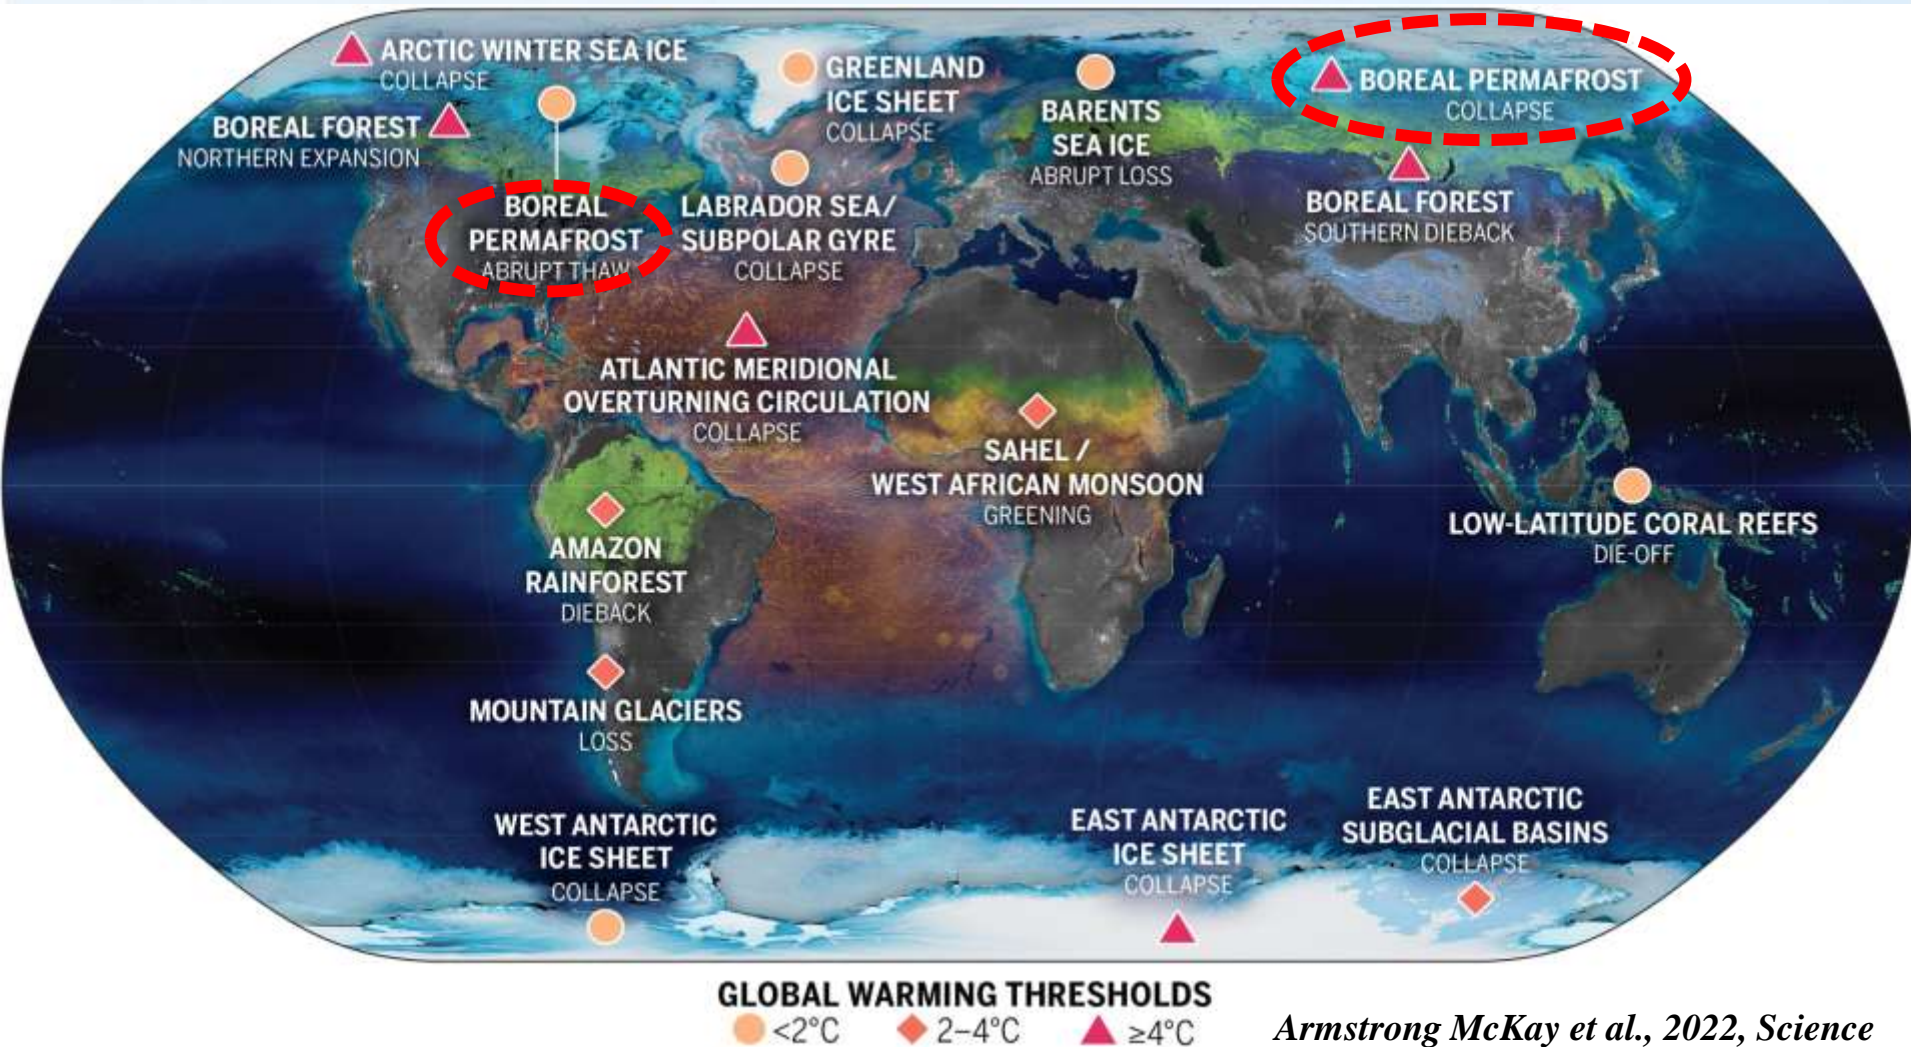 ARCTIC WINTER SEA ICE
COLLAPSE
BOREAL FOREST
NORTHERN EXPANSION
GREENLAND
ICE SHEET
COLLAPSE
BARENTS
SEA ICE
ABRUPT LOSS
BOREAL PERMAFROST
COLLAPSE
BOREAL
PERMAFROST
ABRUPT THAW
LABRADOR SEA/
SUBPOLAR GYRE
COLLAPSE
BOREAL FOREST
SOUTHERN DIEBACK
ATLANTIC MERIDIONAL
OVERTURNING CIRCULATION
COLLAPSE
SAHEL /
WEST AFRICAN MONSOON
GREENING
LOW-LATITUDE CORAL REEFS
DIE-OFF
AMAZON
RAINFOREST
DIEBACK
MOUNTAIN GLACIERS
LOSS
WEST ANTARCTIC
ICE SHEET
COLLAPSE
EAST ANTARCTIC
ICE SHEET
COLLAPSE
EAST ANTARCTIC
SUBGLACIAL BASINS
COLLAPSE
GLOBAL WARMING THRESHOLDS
<2°C 2–4°C ≥4°C
Armstrong McKay et al., 2022, Science